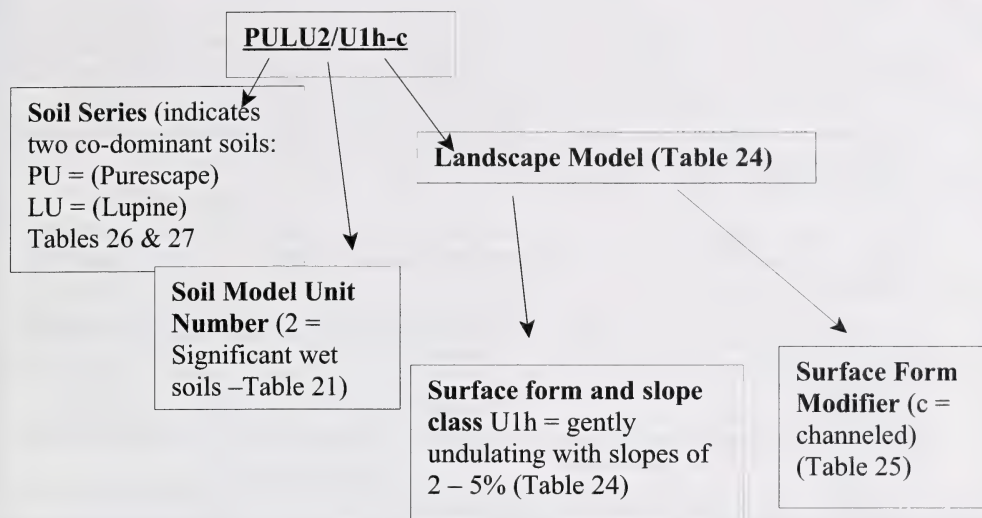 PULU2/U1h-c
Soil Series (indicates
two co-dominant soils:
PU = (Purescape)
LU = (Lupine)
Tables 26 & 27
Landscape Model (Table 24)
Soil Model Unit
Number (2 =
Significant wet
soils –Table 21)
Surface form and slope
class U1h = gently
undulating with slopes of
2 – 5% (Table 24)
Surface Form
Modifier (c =
channeled)
(Table 25)